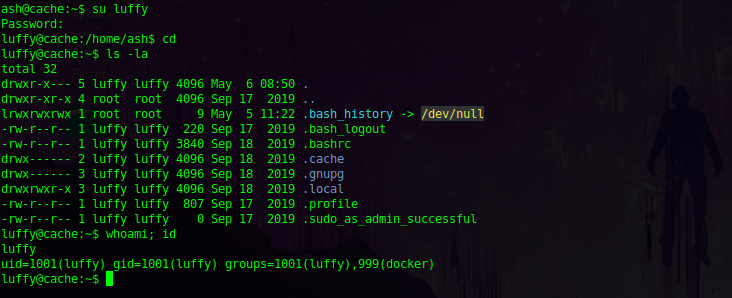 ash@cache:~$ su luffy
Password:
luffy@cache:/home/ash$ cd
luffy@cache:~$ ls -la
total 32
drwxr-x--- 5 luffy luffy 4096 May  6 08:50 .
drwxr-xr-x 4 root  root  4096 Sep 17  2019 ..
lrwxrwxrwx 1 root  root     9 May  5 11:22 .bash_history -> /dev/null
-rw-r--r-- 1 luffy luffy  220 Sep 17  2019 .bash_logout
-rw-r--r-- 1 luffy luffy 3840 Sep 18  2019 .bashrc
drwx------ 2 luffy luffy 4096 Sep 18  2019 .cache
drwx------ 3 luffy luffy 4096 Sep 18  2019 .gnupg
drwxrwxr-x 3 luffy luffy 4096 Sep 18  2019 .local
-rw-r--r-- 1 luffy luffy  807 Sep 17  2019 .profile
-rw-r--r-- 1 luffy luffy    0 Sep 17  2019 .sudo_as_admin_successful
luffy@cache:~$ whoami; id
luffy
uid=1001(luffy) gid=1001(luffy) groups=1001(luffy),999(docker)
luffy@cache:~$